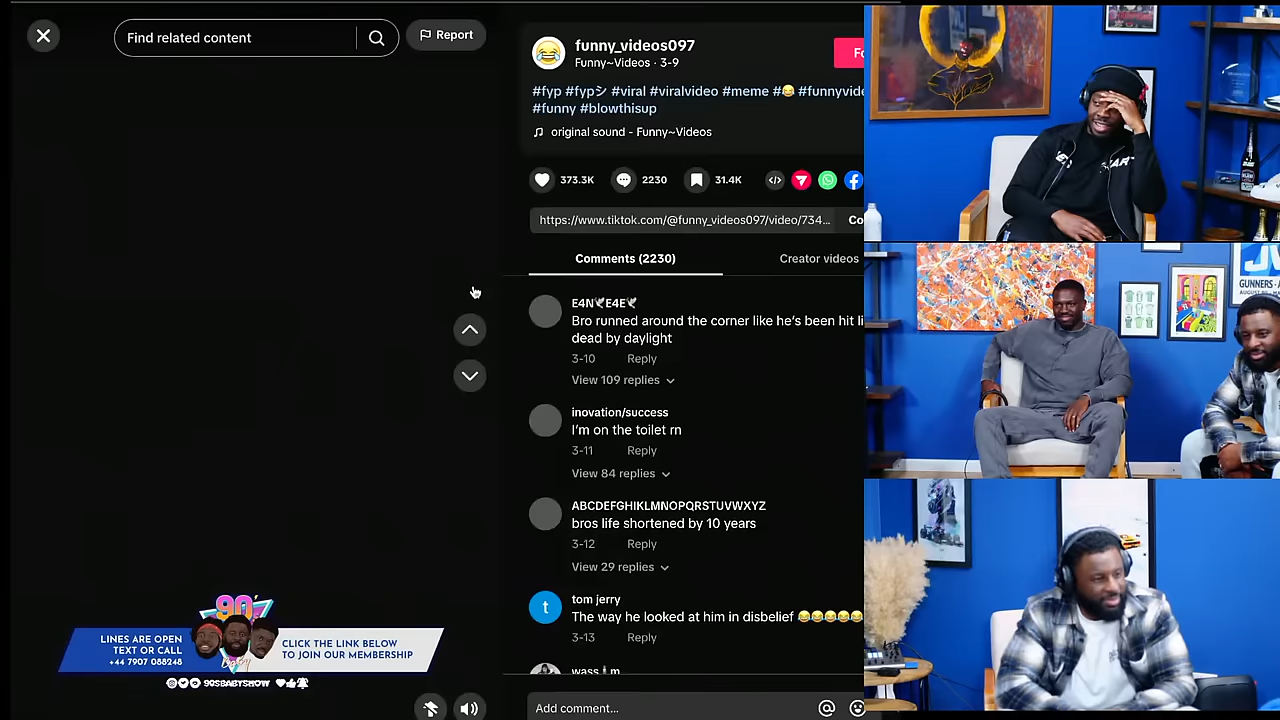 Find related content
Report
funny_videos097
Funny~Videos · 3-9
Fo
#fyp #fypシ #viral #viralvideo #meme #😂 #funnyvide
#funny #blowthisup
original sound - Funny~Videos
373.3K
2230
31.4K
https://www.tiktok.com/@funny_videos097/video/734...
Co
Comments (2230)
Creator videos
E4N🕊E4E🕊
Bro runned around the corner like he's been hit li
dead by daylight
3-10 Reply
View 109 replies
inovation/success
I'm on the toilet rn
3-11 Reply
View 84 replies
ABCDEFGHIKLMNOPQRSTUVWXYZ
bros life shortened by 10 years
3-12 Reply
View 29 replies
t
tom jerry
The way he looked at him in disbelief 😂😂😂😂😂
3-13 Reply
Add comment...
90'
LINES ARE OPEN
TEXT OR CALL
+44 7907 088248
Baby
CLICK THE LINK BELOW
TO JOIN OUR MEMBERSHIP
90SBABYSHOW
GUNNERS